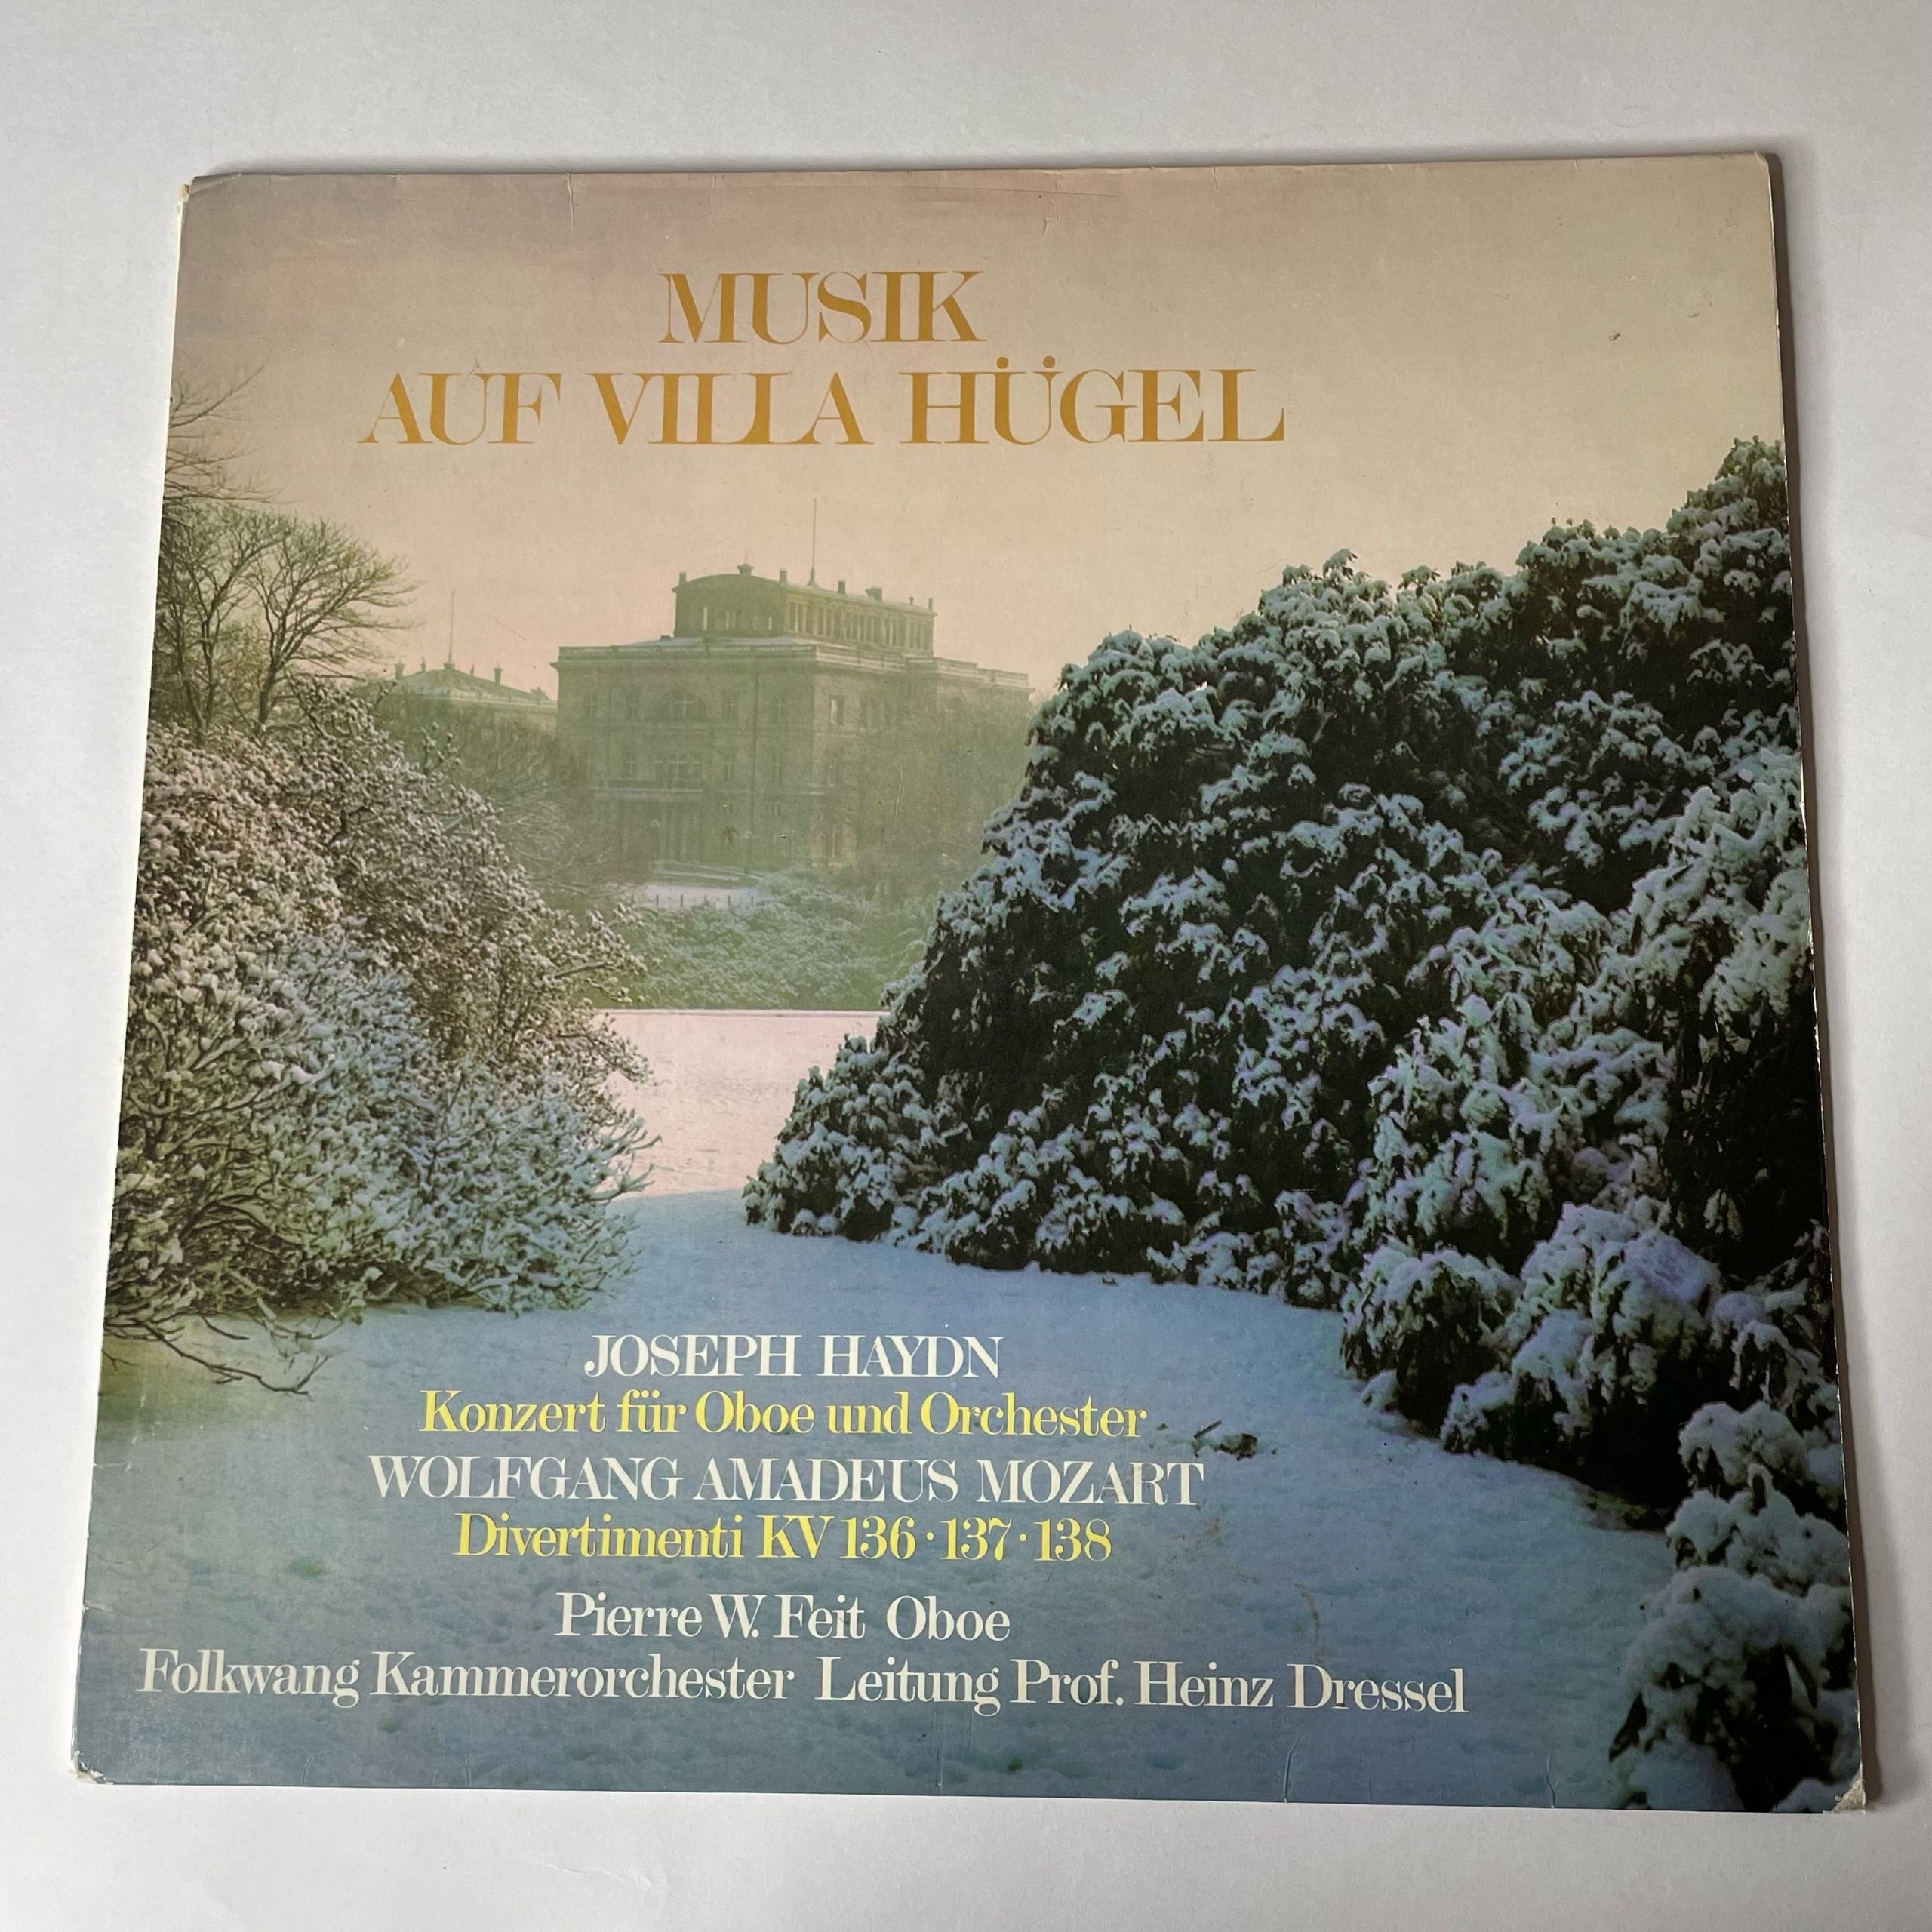 MUSIK
AUF VILLA HÜGEL
JOSEPH HAYDN
Konzert für Oboe und Orchester
WOLFGANG AMADEUS MOZART
Divertimenti KV 136 · 137 · 138
Pierre W. Feit Oboe
Folkwang Kammerorchester Leitung Prof. Heinz Dressel